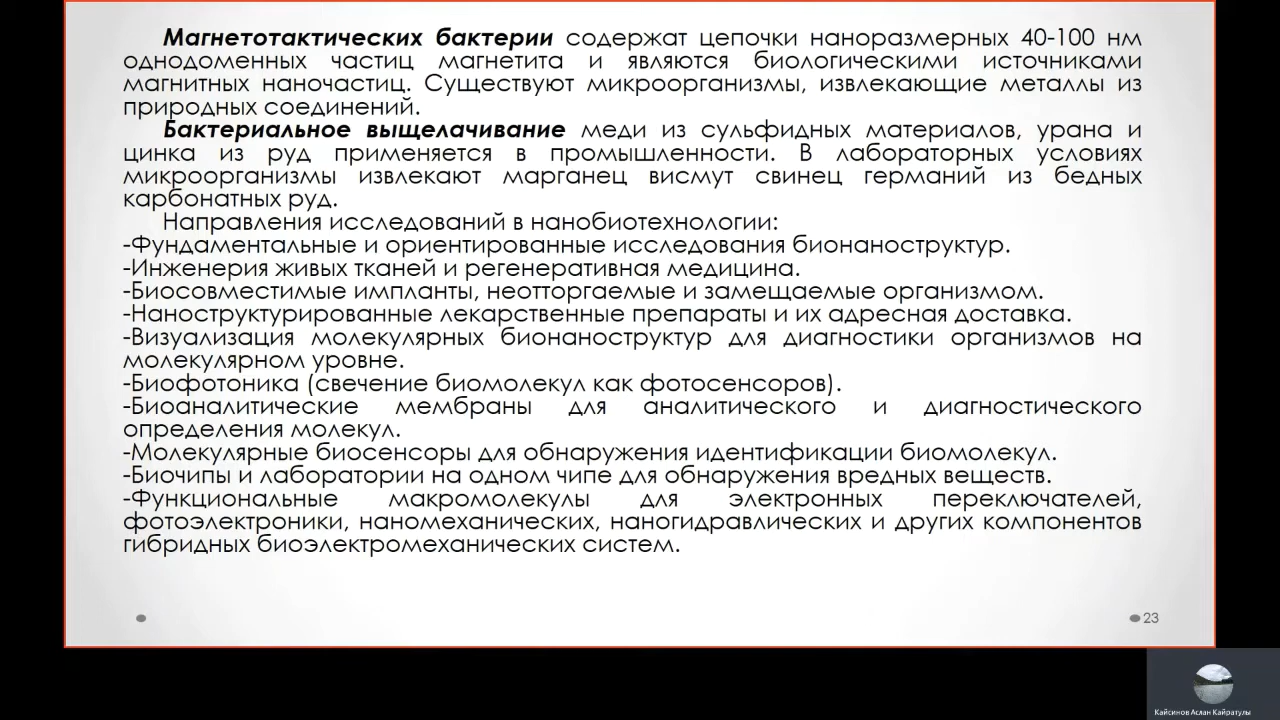 Магнетотактических бактерии содержат цепочки наноразмерных 40-100 нм
однодоменных частиц магнетита и являются биологическими источниками
магнитных наночастиц. Существуют микроорганизмы, извлекающие металлы из
природных соединений.
Бактериальное выщелачивание меди из сульфидных материалов, урана и
цинка из руд применяется в промышленности. В лабораторных условиях
микроорганизмы извлекают марганец висмут свинец германий из бедных
карбонатных руд.
Направления исследований в нанобиотехнологии:
-Фундаментальные и ориентированные исследования бионаноструктур.
-Инженерия живых тканей и регенеративная медицина.
-Биосовместимые импланты, неотторгаемые и замещаемые организмом.
-Наноструктурированные лекарственные препараты и их адресная доставка.
-Визуализация молекулярных бионаноструктур для диагностики организмов на
молекулярном уровне.
-Биофотоника (свечение биомолекул как фотосенсоров).
-Биоаналитические мембраны для аналитического и диагностического
определения молекул.
-Молекулярные биосенсоры для обнаружения идентификации биомолекул.
-Биочипы и лаборатории на одном чипе для обнаружения вредных веществ.
-Функциональные макромолекулы для электронных переключателей,
фотоэлектроники, наномеханических, наногидравлических и других компонентов
гибридных биоэлектромеханических систем.
23
Кайсинов Аслан Кайратулы